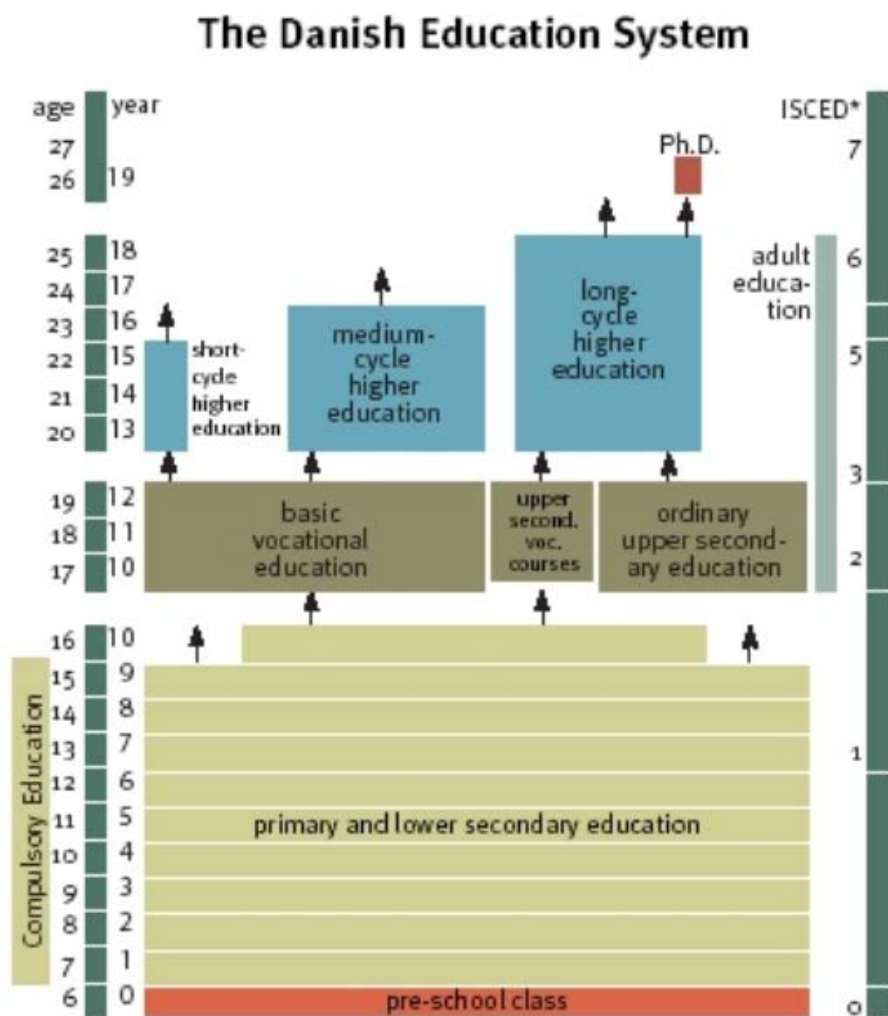 The Danish Education System
age year ISCED*
27 7
Ph.D.
26 19
25 18 adult 6
24 17 educa-
tion
long-
cycle
higher
education
23 16
medium-
cycle
higher
education
22 15 5
short-
cycle
higher
education
21 14
20 13
3
19 12
18 11
17 10 2
basic
vocational
education
upper
second.
voc.
courses
ordinary
upper second-
ary education
16 10
15 9
14 8
13 7
1
12 6
11 5
primary and lower secondary education
10 4
9 3
8 2
7 1
Compulsory Education
6 0 pre-school class 0